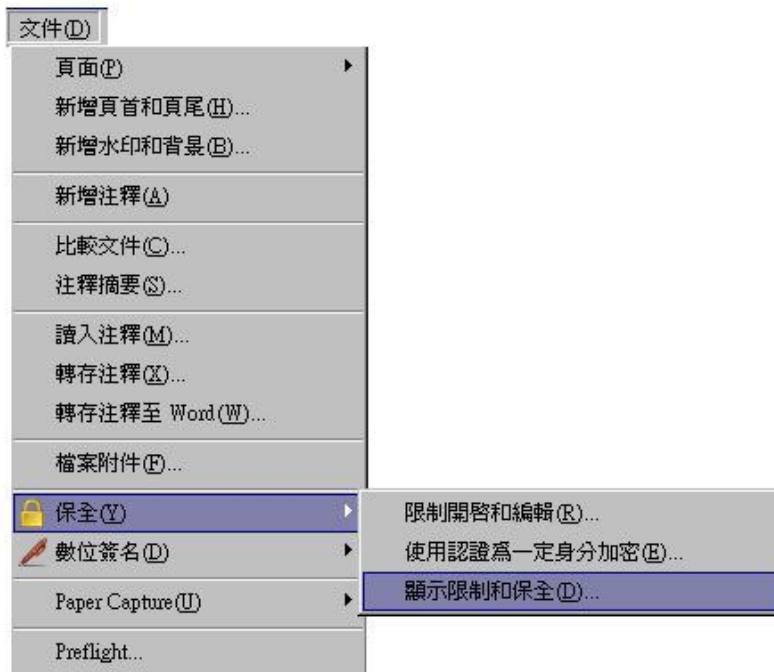 文件(D)
頁面(P)
新增頁首和頁尾(H)...
新增水印和背景(B)...
新增注釋(A)
比較文件(C)...
注釋摘要(S)...
讀入注釋(M)...
轉存注釋(X)...
轉存注釋至 Word(W)...
檔案附件(F)...
保全(Y)
限制開啓和編輯(R)...
數位簽名(D)
使用認證爲一定身分加密(E)...
顯示限制和保全(D)...
Paper Capture(U)
Preflight...